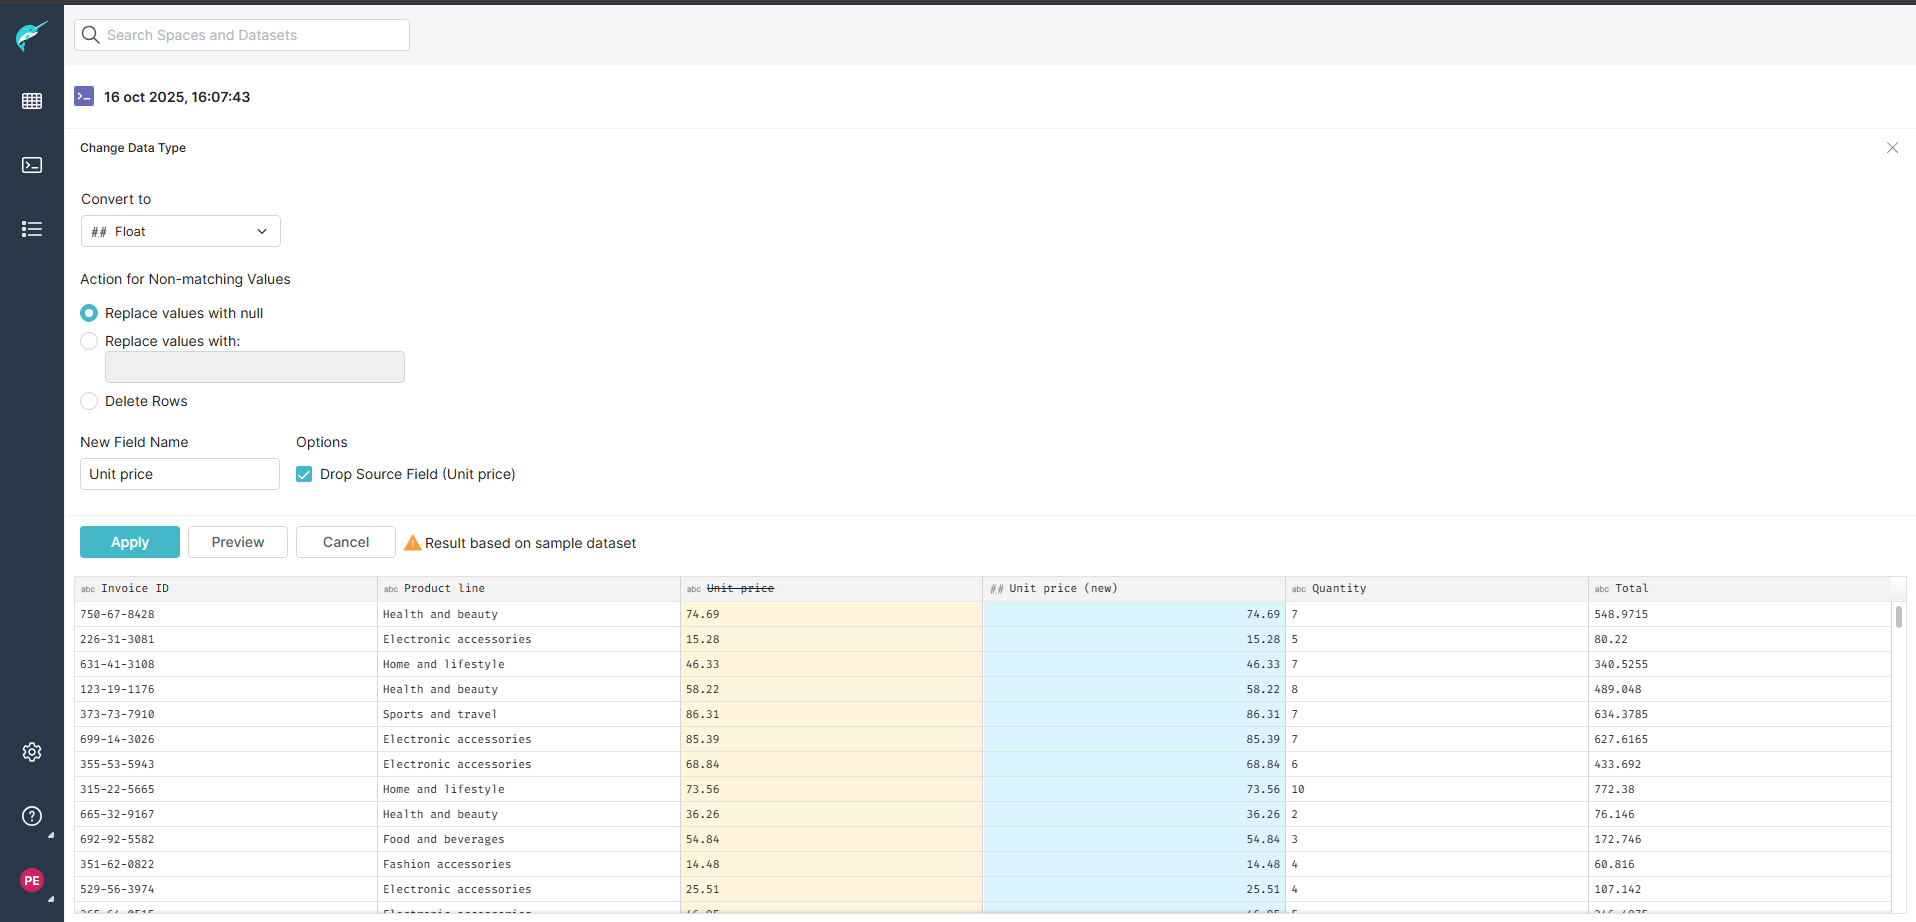 Search Spaces and Datasets
16 oct 2025, 16:07:43
Change Data Type
Convert to
## Float
Action for Non-matching Values
Replace values with null
Replace values with:
Delete Rows
New Field Name Options
Unit price Drop Source Field (Unit price)
Apply Preview Cancel Result based on sample dataset
abc Invoice ID abc Product line abc Unit price ## Unit price (new) abc Quantity abc Total
750-67-8428 Health and beauty 74.69 74.69 7 548.9715
226-31-3081 Electronic accessories 15.28 15.28 5 80.22
631-41-3108 Home and lifestyle 46.33 46.33 7 340.5255
123-19-1176 Health and beauty 58.22 58.22 8 489.048
373-73-7910 Sports and travel 86.31 86.31 7 634.3785
699-14-3026 Electronic accessories 85.39 85.39 7 627.6165
355-53-5943 Electronic accessories 68.84 68.84 6 433.692
315-22-5665 Home and lifestyle 73.56 73.56 10 772.38
665-32-9167 Health and beauty 36.26 36.26 2 76.146
692-92-5582 Food and beverages 54.84 54.84 3 172.746
351-62-0822 Fashion accessories 14.48 14.48 4 60.816
529-56-3974 Electronic accessories 25.51 25.51 4 107.142
PE